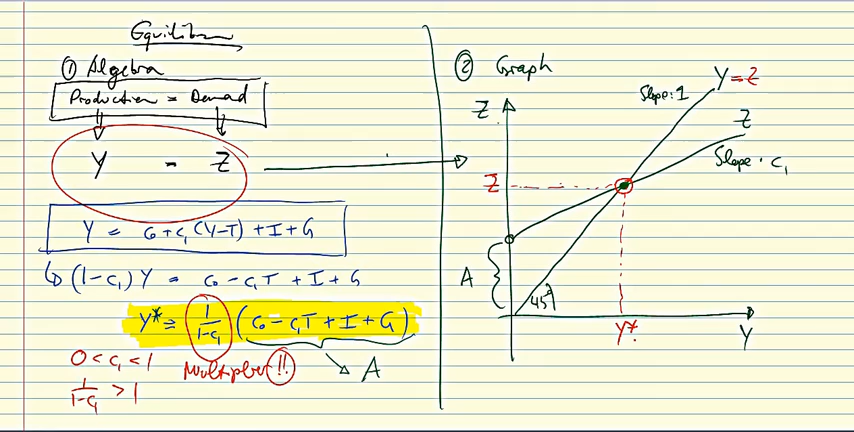 Equilibrium
① Algebra
Production = Demand
Y = Z
Y = c₀ + c₁ (Y-T) + I + G
↳ (1-c₁) Y = c₀ - c₁T + I + G
Y* = 1/(1-c₁) (c₀ - c₁T + I + G)
0 < c₁ < 1
Multiplier!!
→ A
1/(1-c₁) > 1
② Graph
Slope: 1
Y = Z
Z
Z
Slope: c₁
Z
A
45°
Y*
Y